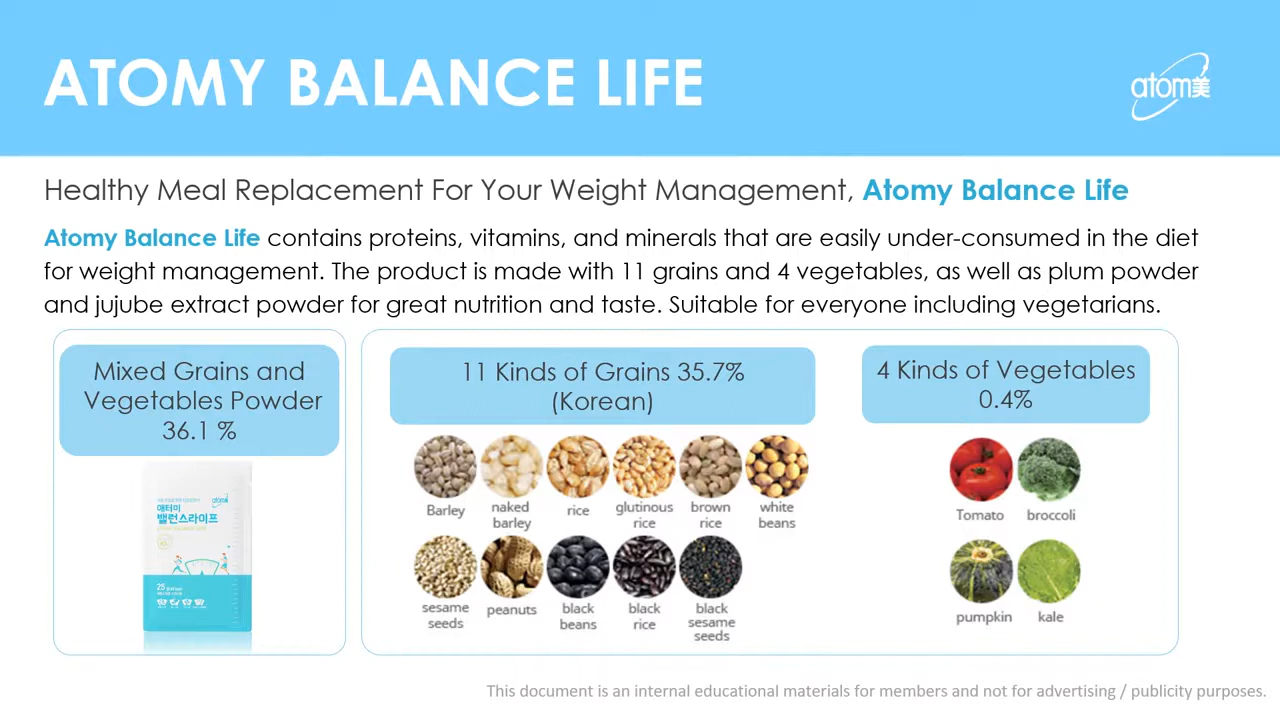 ATOMY BALANCE LIFE
atom美
Healthy Meal Replacement For Your Weight Management, Atomy Balance Life
Atomy Balance Life contains proteins, vitamins, and minerals that are easily under-consumed in the diet
for weight management. The product is made with 11 grains and 4 vegetables, as well as plum powder
and jujube extract powder for great nutrition and taste. Suitable for everyone including vegetarians.
Mixed Grains and
Vegetables Powder
36.1 %
애터미
밸런스라이프
11 Kinds of Grains 35.7%
(Korean)
Barley
naked
barley
rice
glutinous
rice
brown
rice
white
beans
sesame
seeds
peanuts
black
beans
black
rice
black
sesame
seeds
4 Kinds of Vegetables
0.4%
Tomato
broccoli
pumpkin
kale
This document is an internal educational materials for members and not for advertising / publicity purposes.